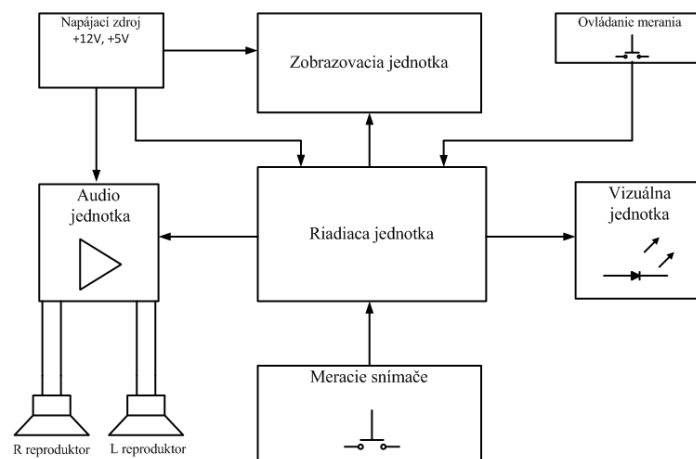 Napájací zdroj
+12V, +5V
Zobrazovacia jednotka
Ovládanie merania
Audio
jednotka
Riadiaca jednotka
Vizuálna
jednotka
Meracie snímače
R reproduktor
L reproduktor